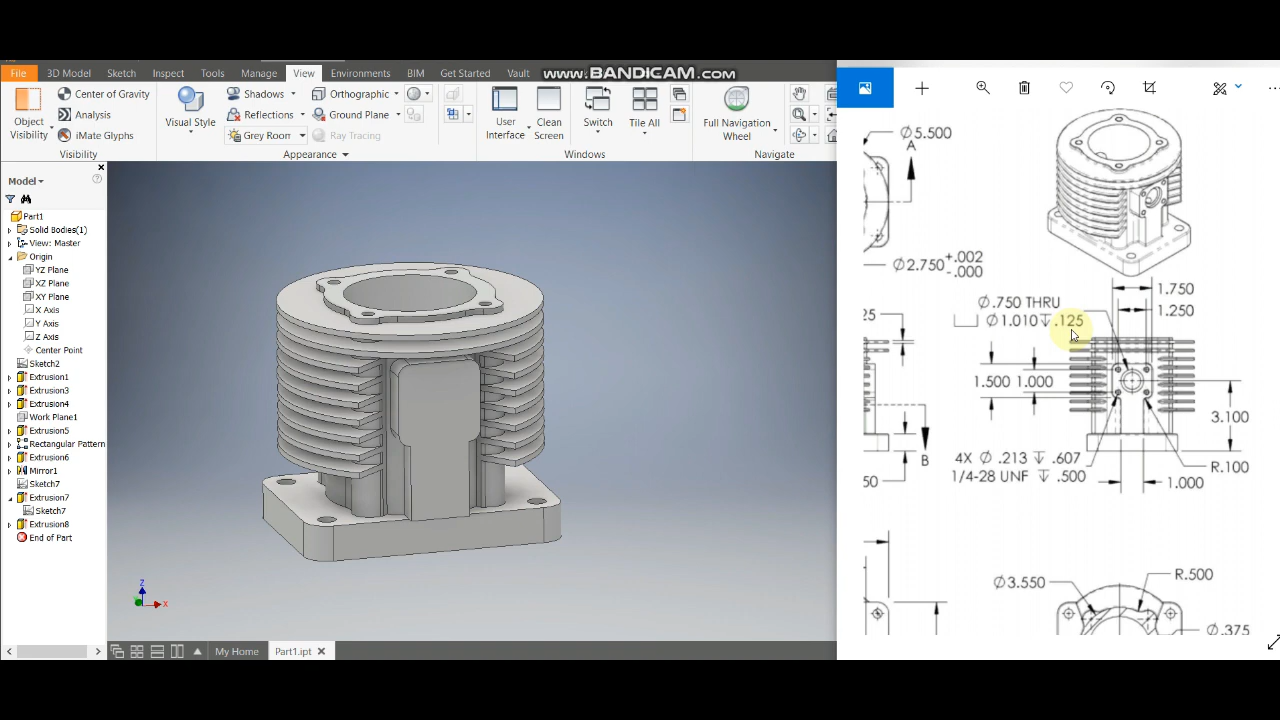 www.BANDICAM.com
File 3D Model Sketch Inspect Tools Manage View Environments BIM Get Started Vault
Object Visibility
Center of Gravity
Analysis
iMate Glyphs
Visibility
Visual Style
Shadows
Reflections
Grey Room
Orthographic
Ground Plane
Ray Tracing
Appearance
User Interface
Clean Screen
Switch
Tile All
Windows
Full Navigation Wheel
Navigate
Model
Part1
Solid Bodies(1)
View: Master
Origin
YZ Plane
XZ Plane
XY Plane
X Axis
Y Axis
Z Axis
Center Point
Sketch2
Extrusion1
Extrusion3
Extrusion4
Work Plane1
Extrusion5
Rectangular Pattern
Extrusion6
Mirror1
Sketch7
Extrusion7
Sketch7
Extrusion8
End of Part
Z
X
My Home
Part1.ipt
Ø5.500
A
Ø2.750 +.002
-.000
Ø.750 THRU
⌴ Ø1.010↧.125
1.750
1.250
25
1.500 1.000
3.100
B
4X Ø .213 ↧ .607
1/4-28 UNF ↧ .500
R.100
50
1.000
Ø3.550
R.500
Ø.375